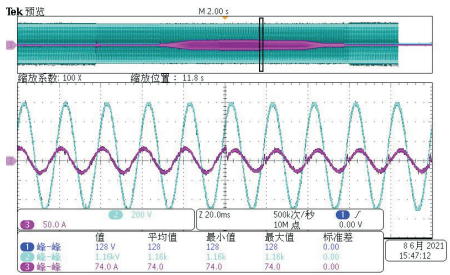 Tek 预览 M 2.00 s
缩放系数: 100 X 缩放位置: 11.8 s
2 200 V
3 50.0 A
Z 20.0ms 500k次/秒 1 ∫ 
10M 点 0.00 V
值 平均值 最小值 最大值 标准差
1 峰-峰 128 V 128 128 128 0.00
2 峰-峰 1.16kV 1.16k 1.16k 1.16k 0.00
3 峰-峰 74.0 A 74.0 74.0 74.0 0.00
8 6月 2021
15:47:12